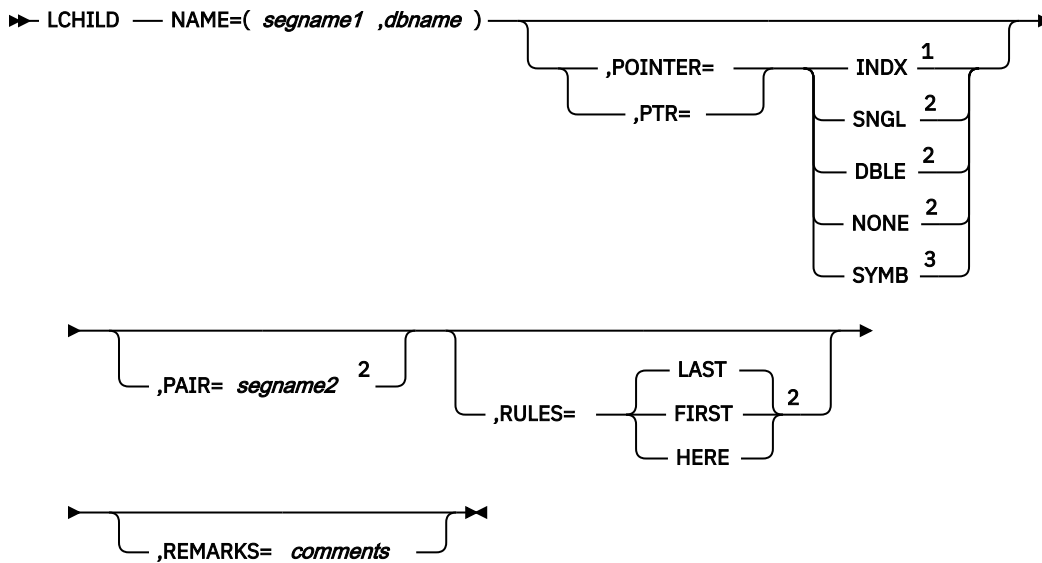 LCHILD NAME=( segname1 ,dbname )
,POINTER=
,PTR=
INDX 1
SNGL 2
DBLE 2
NONE 2
SYMB 3
,PAIR= segname2 2
,RULES=
LAST
FIRST 2
HERE
,REMARKS= comments